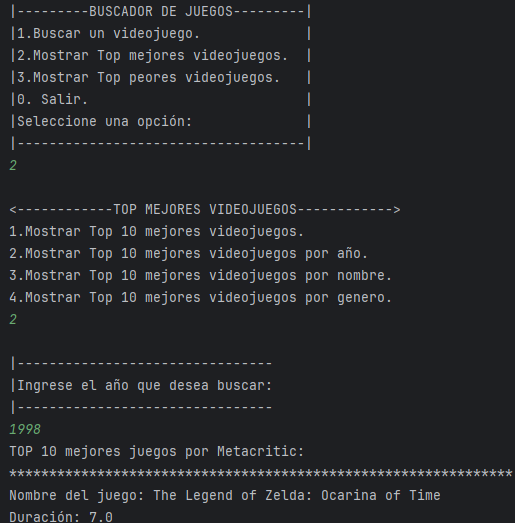 |---------BUSCADOR DE JUEGOS---------|
|1.Buscar un videojuego.             |
|2.Mostrar Top mejores videojuegos.  |
|3.Mostrar Top peores videojuegos.   |
|0. Salir.                           |
|Seleccione una opción:              |
|------------------------------------|
2
<------------TOP MEJORES VIDEOJUEGOS------------>
1.Mostrar Top 10 mejores videojuegos.
2.Mostrar Top 10 mejores videojuegos por año.
3.Mostrar Top 10 mejores videojuegos por nombre.
4.Mostrar Top 10 mejores videojuegos por genero.
2
|--------------------------------
|Ingrese el año que desea buscar:
|--------------------------------
1998
TOP 10 mejores juegos por Metacritic:
***************************************************************
Nombre del juego: The Legend of Zelda: Ocarina of Time
Duración: 7.0